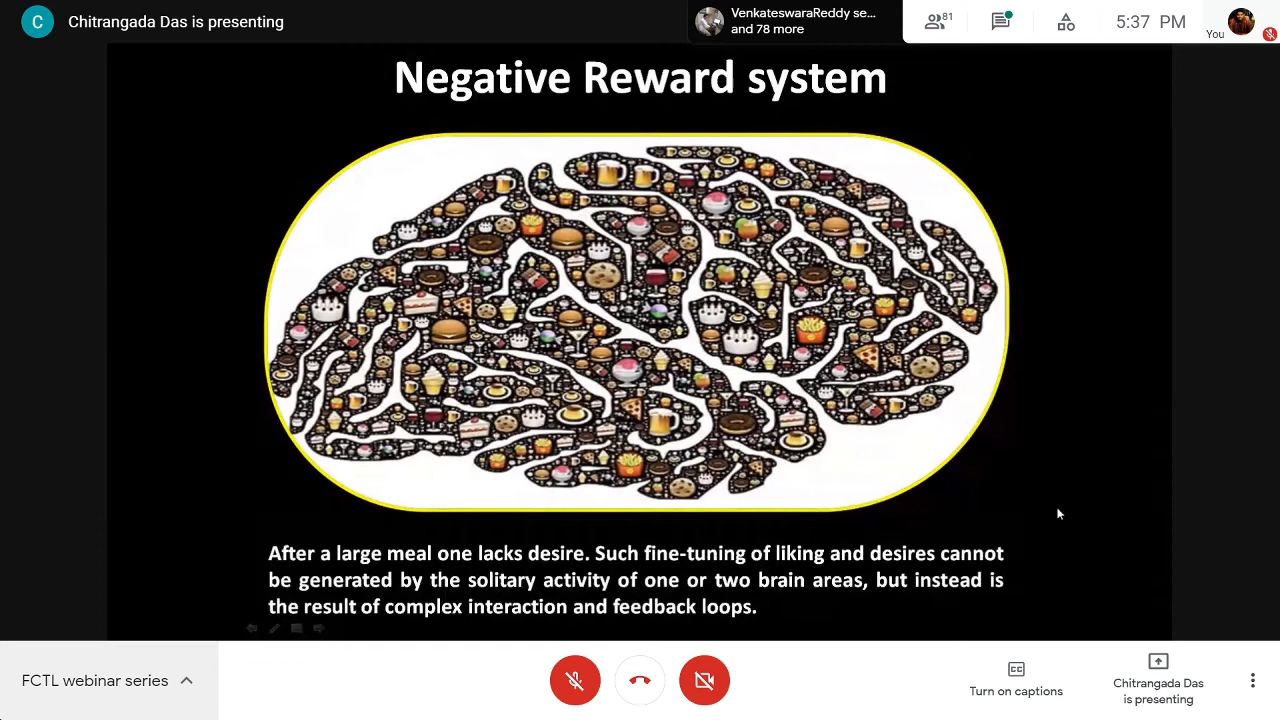 C
Chitrangada Das is presenting
VenkateswaraReddy se...
and 78 more
81
5:37 PM
You
Negative Reward system
After a large meal one lacks desire. Such fine-tuning of liking and desires cannot
be generated by the solitary activity of one or two brain areas, but instead is
the result of complex interaction and feedback loops.
FCTL webinar series
CC
Turn on captions
Chitrangada Das
is presenting